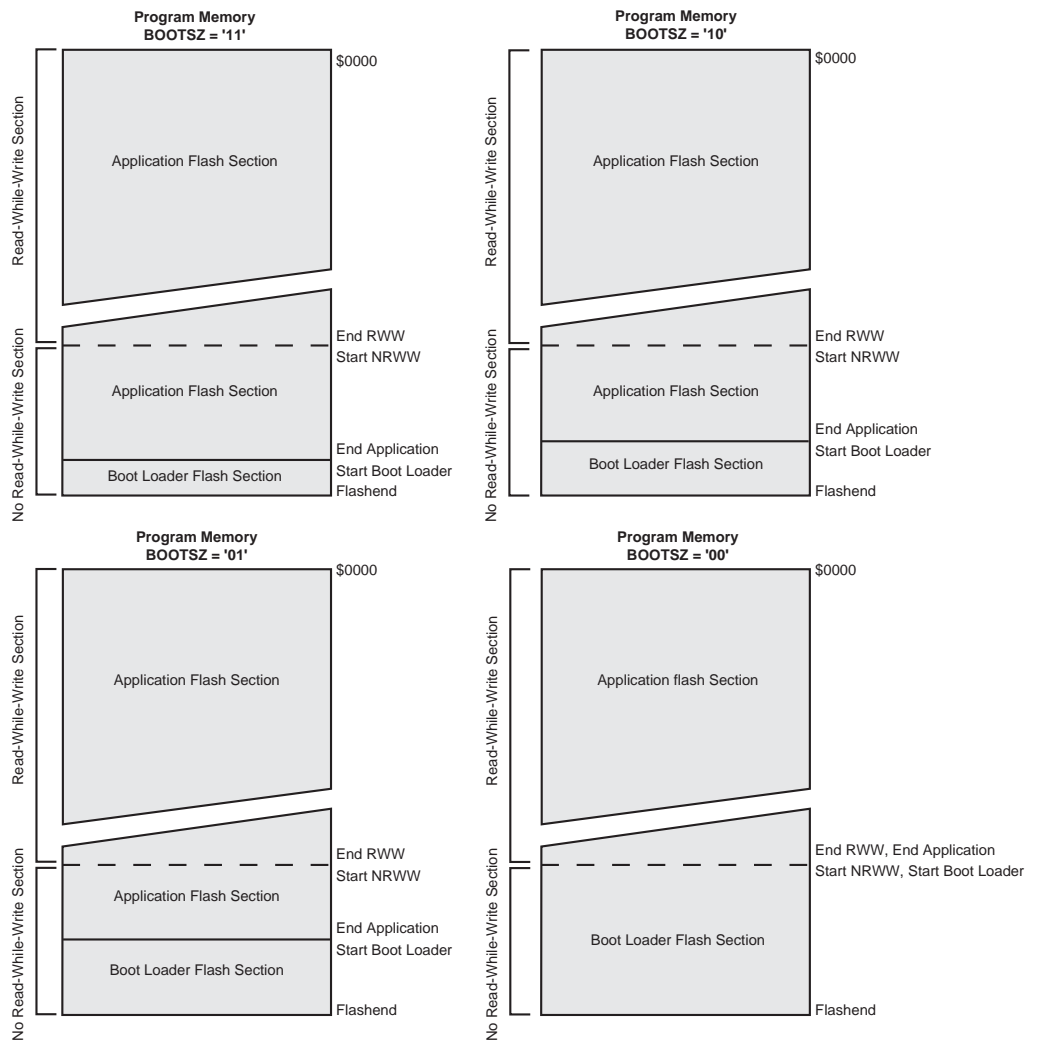 Program Memory
BOOTSZ = '11'
$0000
Read-While-Write Section
Application Flash Section
End RWW
Start NRWW
No Read-While-Write Section
Application Flash Section
End Application
Start Boot Loader
Boot Loader Flash Section
Flashend
Program Memory
BOOTSZ = '10'
$0000
Read-While-Write Section
Application Flash Section
End RWW
Start NRWW
No Read-While-Write Section
Application Flash Section
End Application
Start Boot Loader
Boot Loader Flash Section
Flashend
Program Memory
BOOTSZ = '01'
$0000
Read-While-Write Section
Application Flash Section
End RWW
Start NRWW
No Read-While-Write Section
Application Flash Section
End Application
Start Boot Loader
Boot Loader Flash Section
Flashend
Program Memory
BOOTSZ = '00'
$0000
Read-While-Write Section
Application flash Section
End RWW, End Application
Start NRWW, Start Boot Loader
No Read-While-Write Section
Boot Loader Flash Section
Flashend